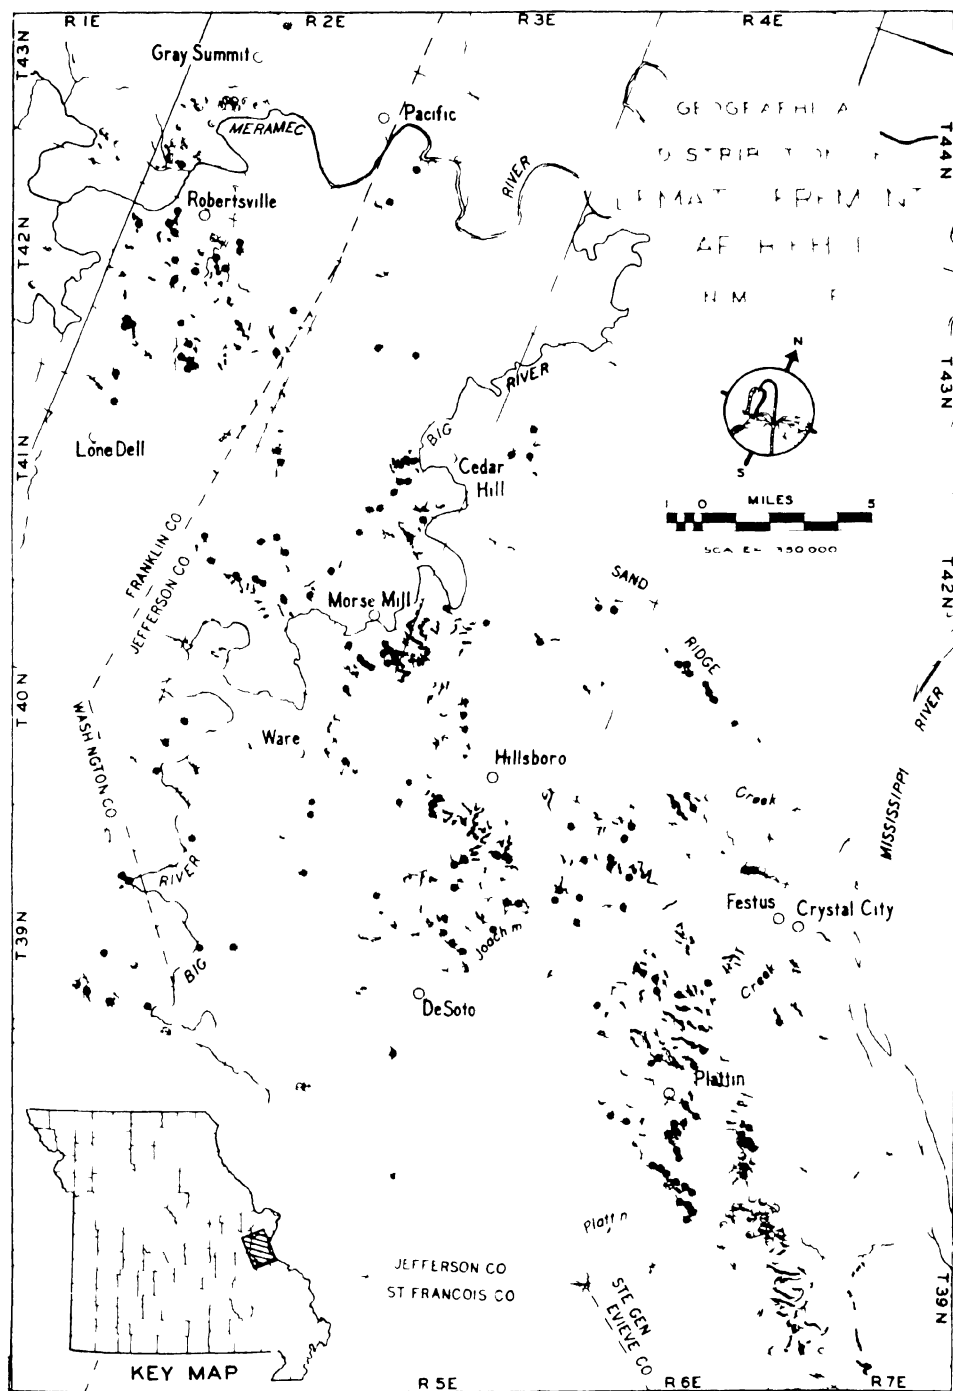 R 1E
R 2E
R 3E
R 4E
T43N
Gray Summit
Pacific
MERAMEC
RIVER
T44N
Robertsville
T42N
N
T43N
RIVER
BIG
Lone Dell
T41N
Cedar
Hill
S
MILES
1 0 5
FRANKLIN CO
JEFFERSON CO
SAND
RIDGE
T42N
Morse Mill
T40N
WASHINGTON CO
Ware
Hillsboro
Creek
MISSISSIPPI
RIVER
RIVER
BIG
Festus
Crystal City
T39N
Joachim
Creek
DeSoto
Plattin
Plattin
JEFFERSON CO
ST FRANCOIS CO
STE GEN
EVIEVE CO
T39N
KEY MAP
R 5E
R 6E
R 7E